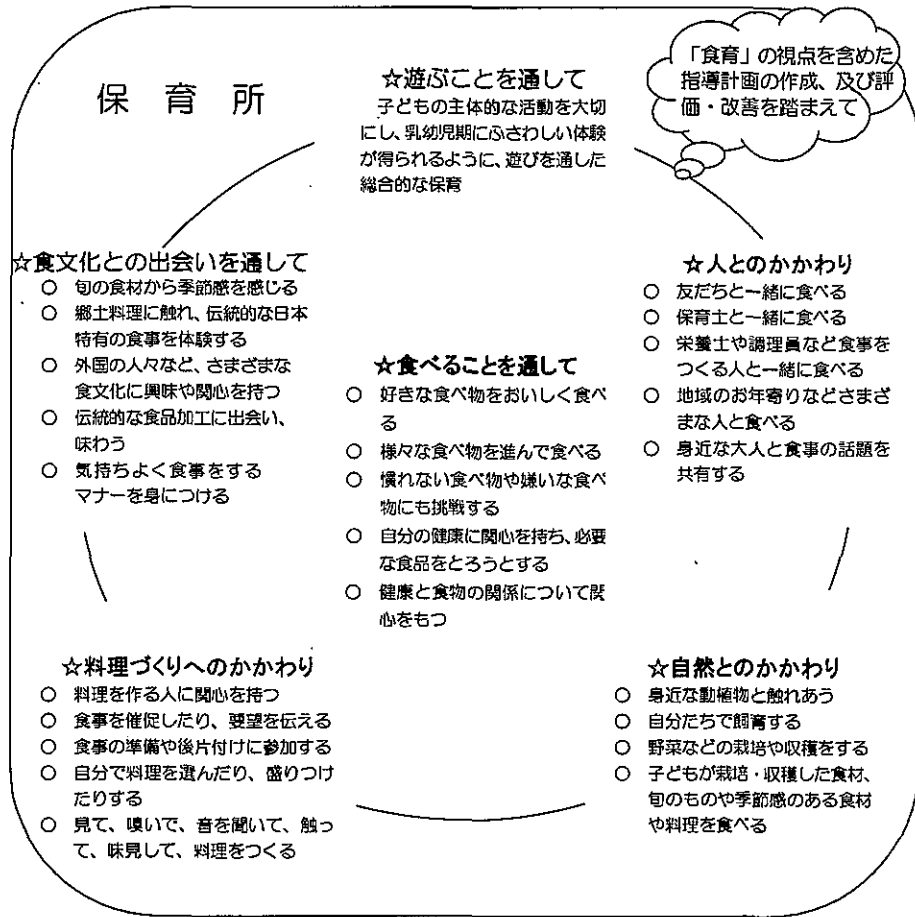 保育所
「食育」の視点を含めた
指導計画の作成、及び評
価・改善を踏まえて
☆遊ぶことを通して
子どもの主体的な活動を大切
にし、乳幼児期にふさわしい体験
が得られるように、遊びを通した
総合的な保育
☆食文化との出会いを通して
○ 旬の食材から季節感を感じる
○ 郷土料理に触れ、伝統的な日本
特有の食事を体験する
○ 外国の人々など、さまざまな
食文化に興味や関心を持つ
○ 伝統的な食品加工に出会い、
味わう
○ 気持ちよく食事をする
マナーを身につける
☆人とのかかわり
○ 友だちと一緒に食べる
○ 保育士と一緒に食べる
○ 栄養士や調理員など食事を
つくる人と一緒に食べる
○ 地域のお年寄りなどさまざ
まな人と食べる
○ 身近な大人と食事の話題を
共有する
☆食べることを通して
○ 好きな食べ物をおいしく食べ
る
○ 様々な食べ物を進んで食べる
○ 慣れない食べ物や嫌いな食べ
物にも挑戦する
○ 自分の健康に関心を持ち、必要
な食品をとろうとする
○ 健康と食物の関係について関
心をもつ
☆料理づくりへのかかわり
○ 料理を作る人に関心を持つ
○ 食事を催促したり、要望を伝える
○ 食事の準備や後片付けに参加する
○ 自分で料理を選んだり、盛りつけ
たりする
○ 見て、嗅いで、音を聞いて、触っ
て、味見して、料理をつくる
☆自然とのかかわり
○ 身近な動植物と触れあう
○ 自分たちで飼育する
○ 野菜などの栽培や収穫をする
○ 子どもが栽培・収穫した食材、
旬のものや季節感のある食材
や料理を食べる